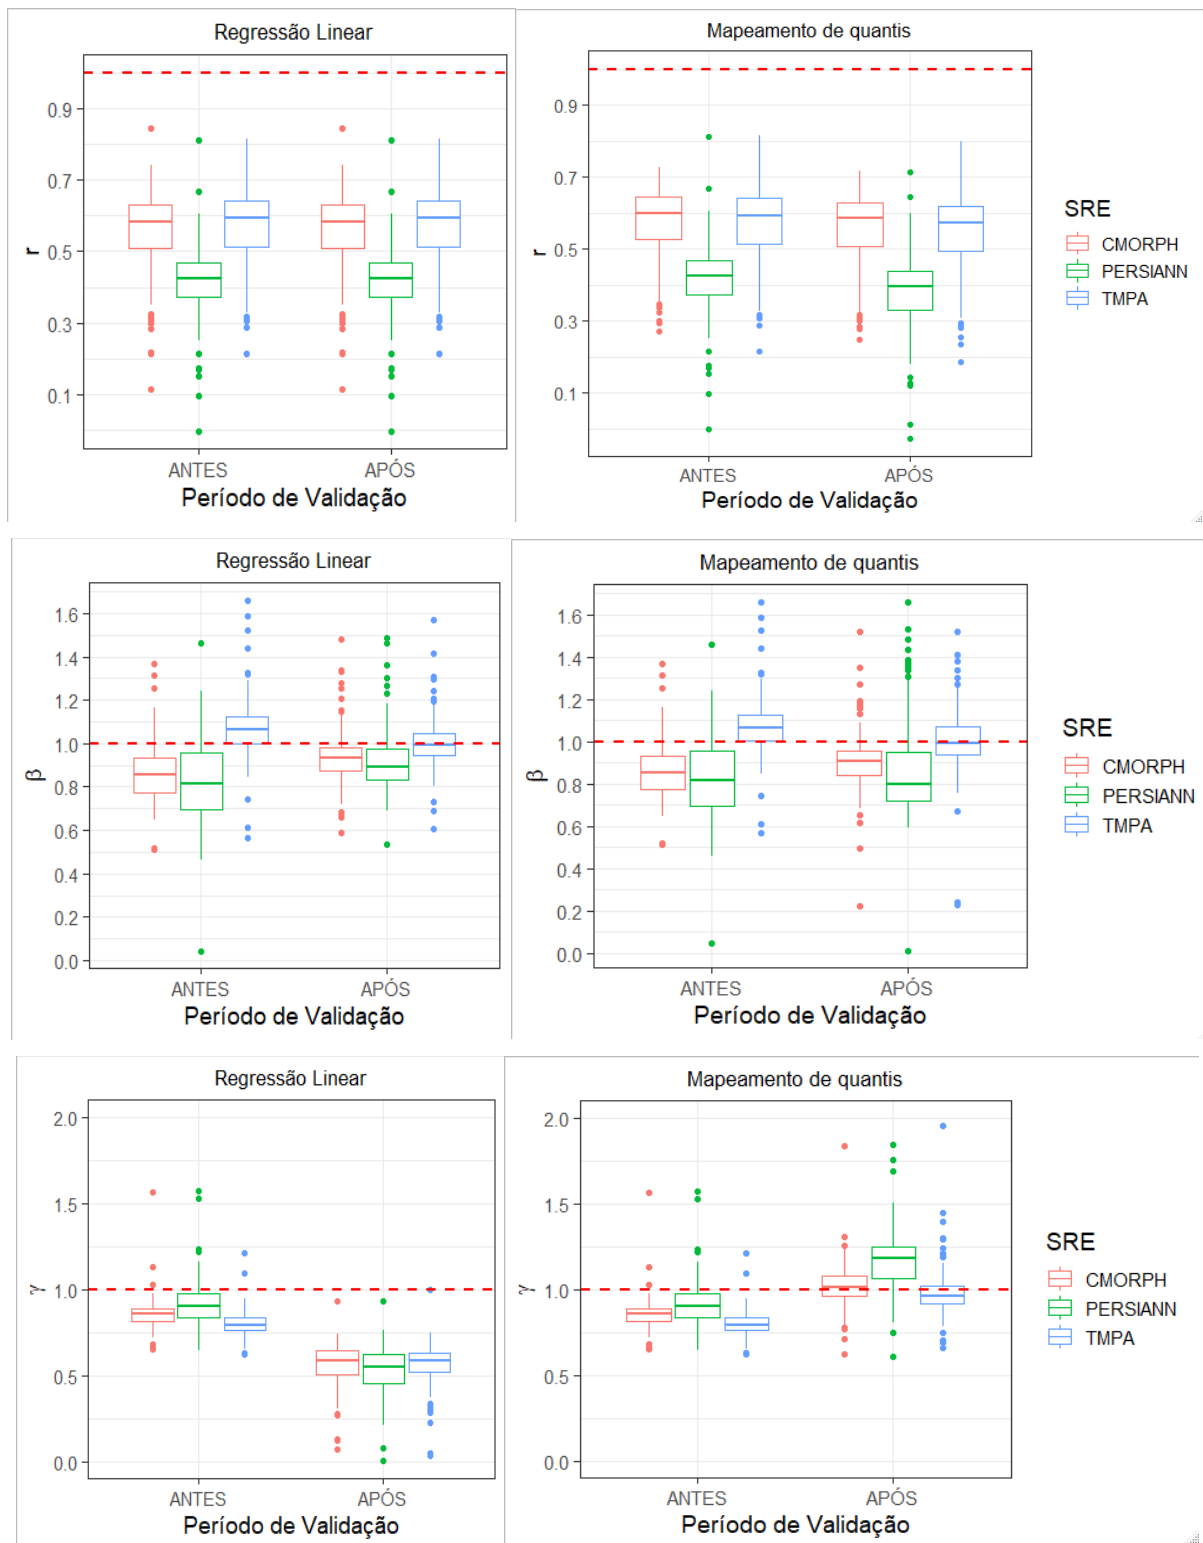 Regressão Linear
0.9
0.7
0.5
0.3
0.1
r
ANTES
APÓS
Período de Validação
Mapeamento de quantis
0.9
0.7
0.5
0.3
0.1
r
ANTES
APÓS
Período de Validação
SRE
CMORPH
PERSIANN
TMPA
Regressão Linear
1.6
1.4
1.2
1.0
0.8
0.6
0.4
0.2
0.0
β
ANTES
APÓS
Período de Validação
Mapeamento de quantis
1.6
1.4
1.2
1.0
0.8
0.6
0.4
0.2
0.0
β
ANTES
APÓS
Período de Validação
SRE
CMORPH
PERSIANN
TMPA
Regressão Linear
2.0
1.5
1.0
0.5
0.0
γ
ANTES
APÓS
Período de Validação
Mapeamento de quantis
2.0
1.5
1.0
0.5
0.0
γ
ANTES
APÓS
Período de Validação
SRE
CMORPH
PERSIANN
TMPA